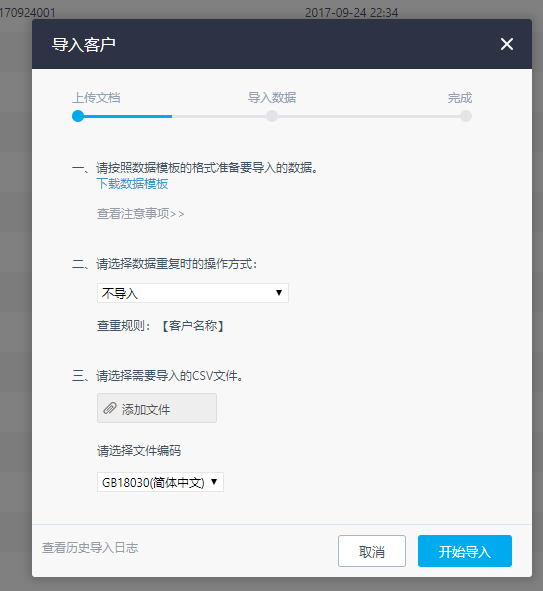 170924001 2017-09-24 22:34
导入客户
上传文档 导入数据 完成
一、请按照数据模板的格式准备要导入的数据。
下载数据模板
查看注意事项>>
二、请选择数据重复时的操作方式：
不导入
查重规则：【客户名称】
三、请选择需要导入的CSV文件。
添加文件
请选择文件编码
GB18030(简体中文)
查看历史导入日志 取消 开始导入